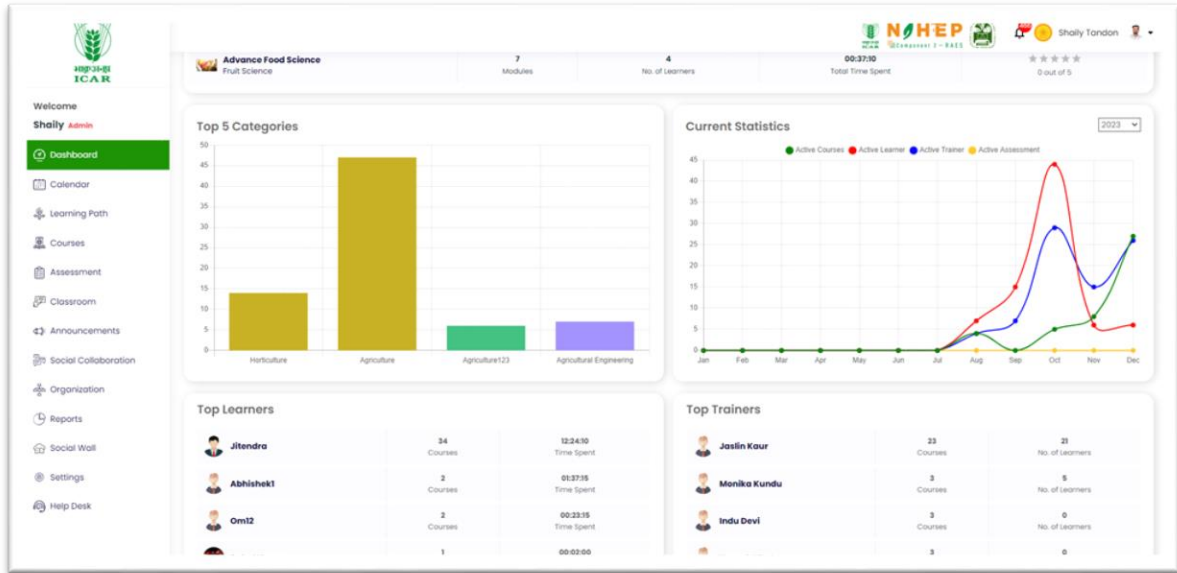 भाकृअनुप
ICAR
ICAR
NAHEP
Component 2 - RAES
Shaily Tandon
Welcome
Shaily Admin
Dashboard
Calendar
Learning Path
Courses
Assessment
Classroom
Announcements
Social Collaboration
Organization
Reports
Social Wall
Settings
Help Desk
Advance Food Science
Fruit Science
7
Modules
4
No. of Learners
00:37:10
Total Time Spent
0 out of 5
Top 5 Categories
50
45
40
35
30
25
20
15
10
5
0
Horticulture Agriculture Agriculture123 Agricultural Engineering
Current Statistics
2023
Active Courses Active Learner Active Trainer Active Assessment
45
40
35
30
25
20
15
10
5
0
Jan Feb Mar Apr May Jun Jul Aug Sep Oct Nov Dec
Top Learners
Jitendra
34
Courses
12:24:10
Time Spent
Abhishek1
2
Courses
01:37:15
Time Spent
Om12
2
Courses
00:23:15
Time Spent
1
00:02:00
Top Trainers
Jaslin Kaur
23
Courses
21
No. of Learners
Monika Kundu
3
Courses
5
No. of Learners
Indu Devi
3
Courses
0
No. of Learners
3
0